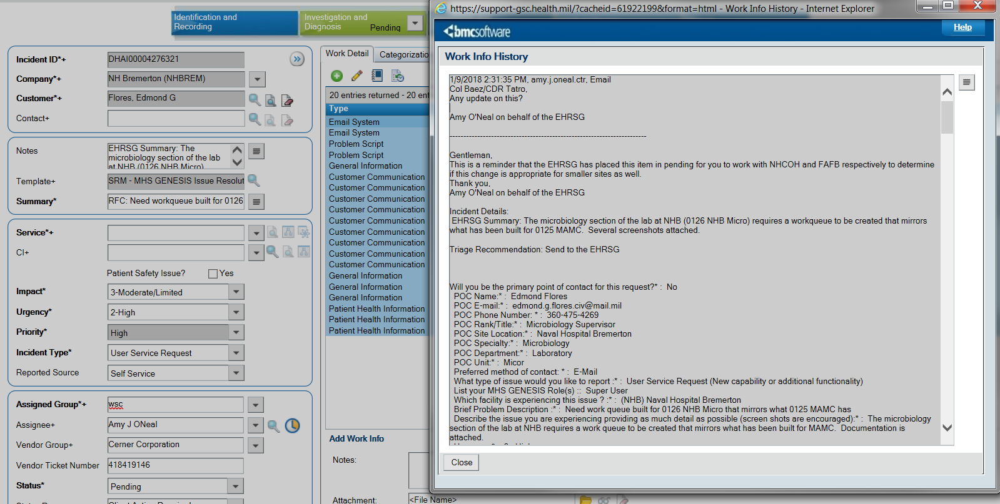 https://support-gsc.health.mil/?cacheid=61922199&format=html - Work Info History - Internet Explorer
Identification and
Recording
Investigation and
Diagnosis
Pending
Incident ID*+
DHAI00004276321
Company*+
NH Bremerton (NHBREM)
Customer*+
Flores, Edmond G
Contact+
Notes
EHRSG Summary: The
microbiology section of the lab
at NHB (0126 NHB Micro)
Template+
SRM - MHS GENESIS Issue Resolut
Summary*
RFC: Need workqueue built for 0126
Service*+
CI+
Patient Safety Issue?
Yes
Impact*
3-Moderate/Limited
Urgency*
2-High
Priority*
High
Incident Type*
User Service Request
Reported Source
Self Service
Assigned Group*+
wsc
Assignee+
Amy J ONeal
Vendor Group+
Cerner Corporation
Vendor Ticket Number
418419146
Status*
Pending
Work Detail
Categorizatio
20 entries returned - 20 ent
Type
Email System
Email System
Problem Script
Problem Script
General Information
Customer Communication
Customer Communication
Customer Communication
Customer Communication
Customer Communication
Customer Communication
Customer Communication
Customer Communication
Customer Communication
General Information
General Information
General Information
Patient Health Information
Patient Health Information
Patient Health Information
Add Work Info
Notes:
Attachment:
<File Name>
bmcsoftware
Help
Work Info History
1/9/2018 2:31:35 PM, amy.j.oneal.ctr, Email
Col Baez/CDR Tatro,
Any update on this?
Amy O'Neal on behalf of the EHRSG
-----------------------------------------------------------------------
Gentleman,
This is a reminder that the EHRSG has placed this item in pending for you to work with NHCOH and FAFB respectively to determine
if this change is appropriate for smaller sites as well.
Thank you,
Amy O'Neal on behalf of the EHRSG
Incident Details:
EHRSG Summary: The microbiology section of the lab at NHB (0126 NHB Micro) requires a workqueue to be created that mirrors
what has been built for 0125 MAMC. Several screenshots attached.
Triage Recommendation: Send to the EHRSG
Will you be the primary point of contact for this request?* : No
POC Name:* : Edmond Flores
POC E-mail:* : edmond.g.flores.civ@mail.mil
POC Phone Number: * : 360-475-4269
POC Rank/Title:* : Microbiology Supervisor
POC Site Location:* : Naval Hospital Bremerton
POC Specialty:* : Microbiology
POC Department:* : Laboratory
POC Unit:* : Micor
Preferred method of contact: * : E-Mail
What type of issue would you like to report :* : User Service Request (New capability or additional functionality)
List your MHS GENESIS Role(s) :: Super User
Which facility is experiencing this issue ? :* : (NHB) Naval Hospital Bremerton
Brief Problem Description :* : Need work queue built for 0126 NHB Micro that mirrors what 0125 MAMC has
Describe the issue you are experiencing providing as much detail as possible (screen shots are encouraged):* : The microbiology
section of the lab at NHB requires a work queue to be created that mirrors what has been built for MAMC. Documentation is
attached.
Close